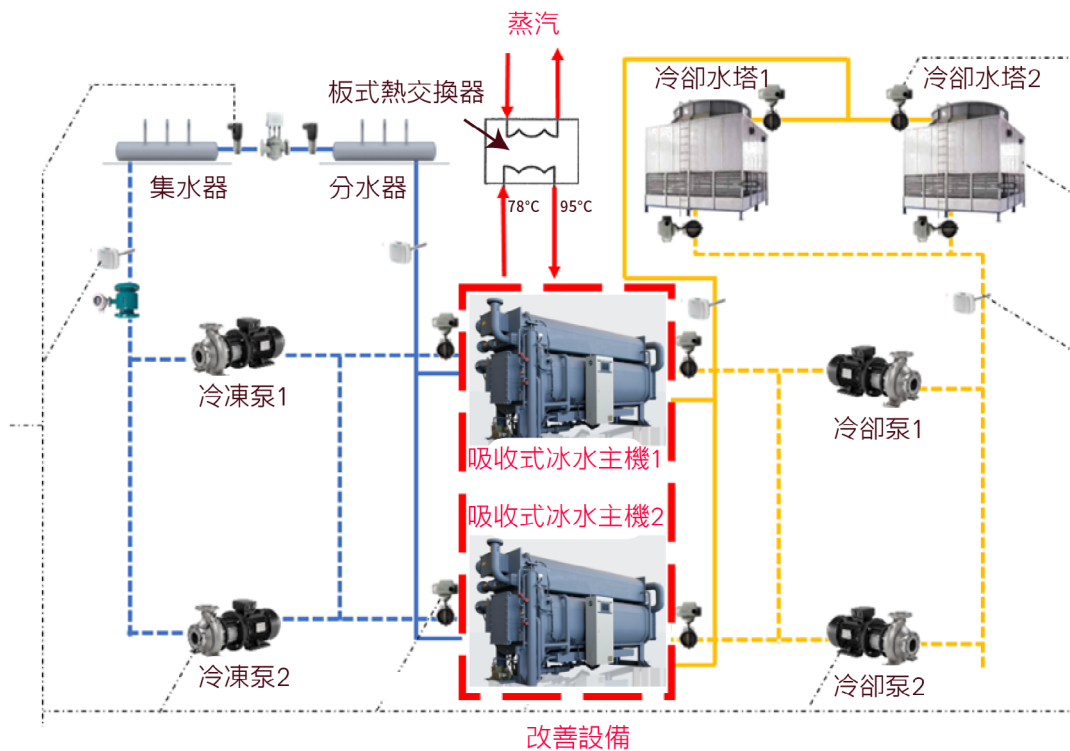 蒸汽
冷卻水塔1
冷卻水塔2
板式熱交換器
集水器
分水器
78°C
95°C
冷凍泵1
冷卻泵1
吸收式冰水主機1
吸收式冰水主機2
冷凍泵2
冷卻泵2
改善設備